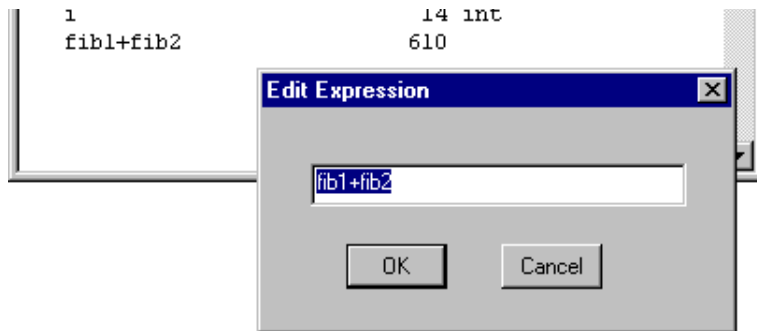 i 14 int
fib1+fib2 610
Edit Expression
fib1+fib2
OK Cancel